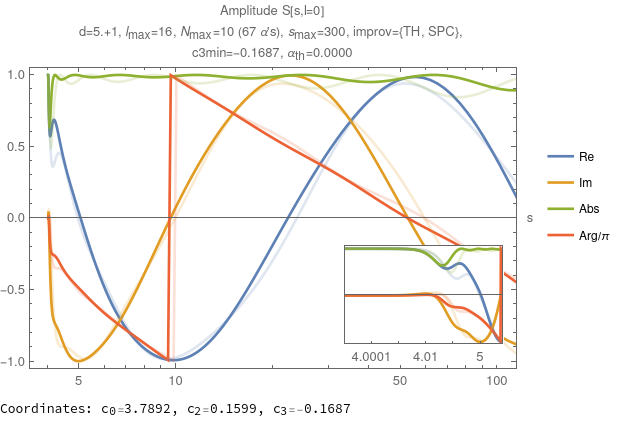 Amplitude S[s,l=0]
d=5.+1, lmax=16, Nmax=10 (67 α's), smax=300, improv={TH, SPC},
c3min=-0.1687, αth=0.0000
1.0
0.5
0.0
-0.5
-1.0
5
10
50
100
s
4.0001
4.01
5
Re
Im
Abs
Arg/π
Coordinates: c0=3.7892, c2=0.1599, c3=-0.1687